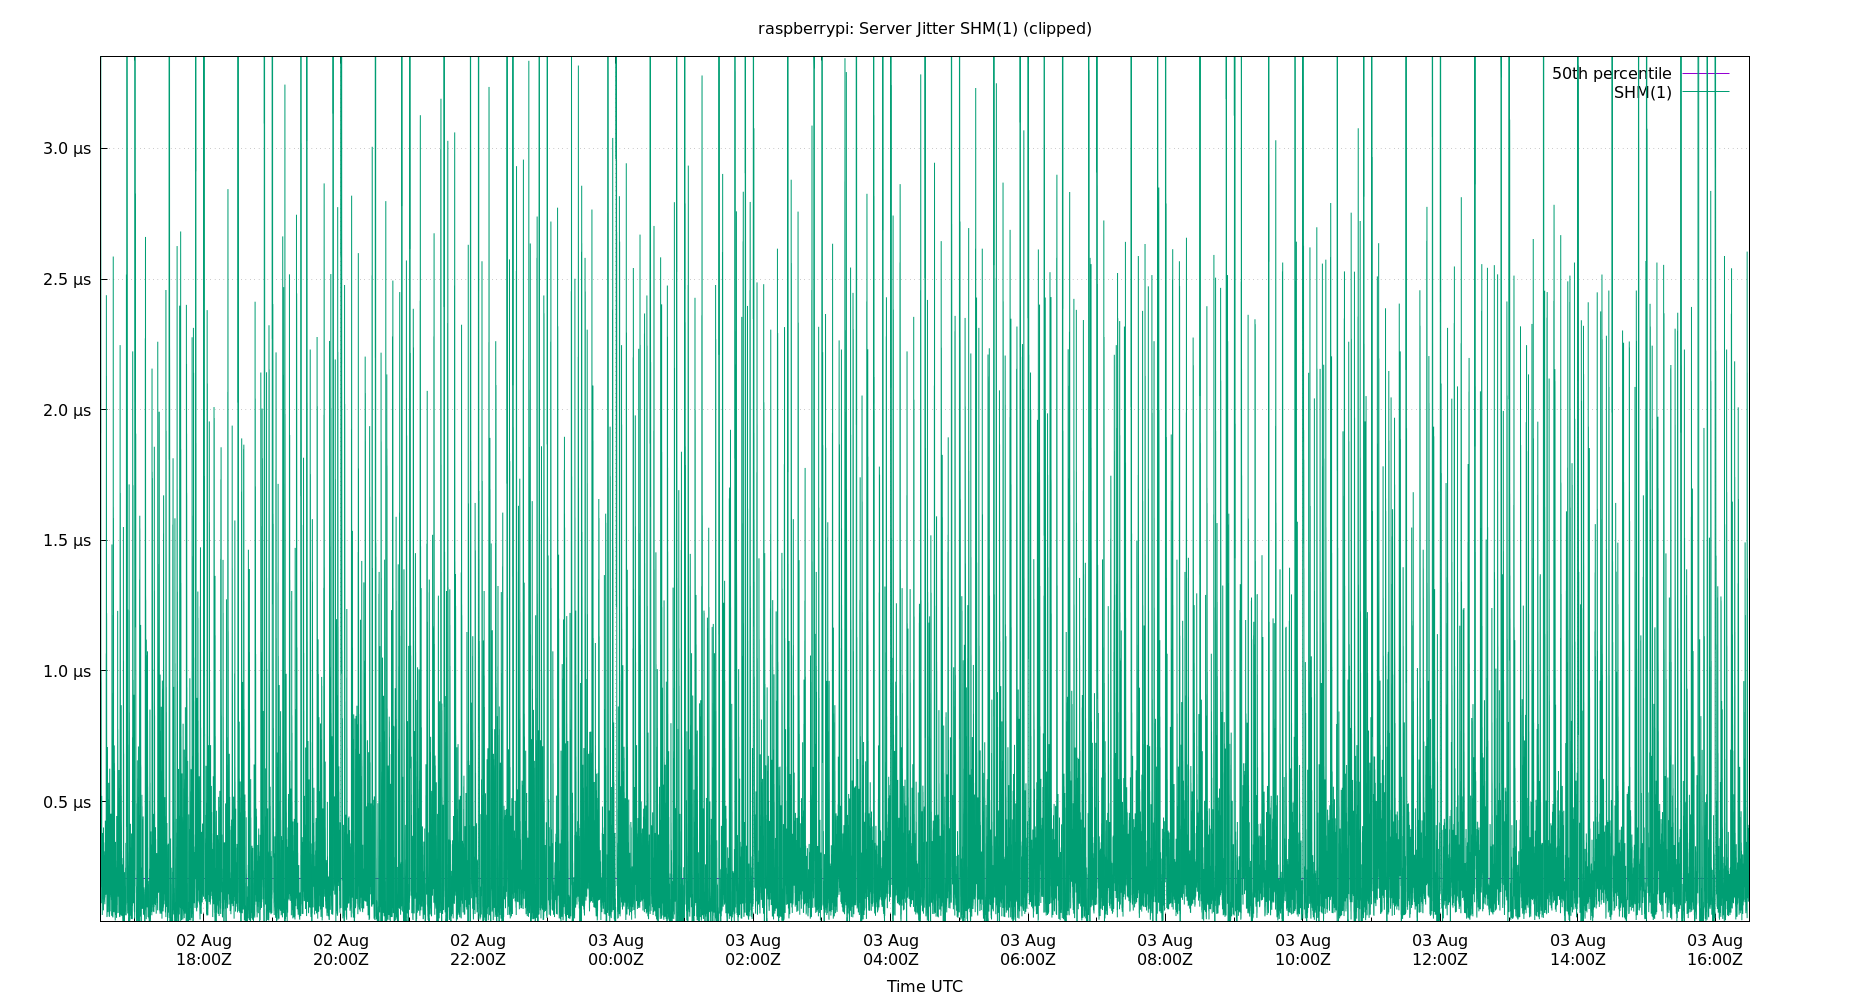 raspberrypi: Server Jitter SHM(1) (clipped)
50th percentile
SHM(1)
3.0 μs
2.5 μs
2.0 μs
1.5 μs
1.0 μs
0.5 μs
02 Aug 02 Aug 02 Aug 03 Aug 03 Aug 03 Aug 03 Aug 03 Aug 03 Aug 03 Aug 03 Aug 03 Aug
18:00Z 20:00Z 22:00Z 00:00Z 02:00Z 04:00Z 06:00Z 08:00Z 10:00Z 12:00Z 14:00Z 16:00Z
Time UTC